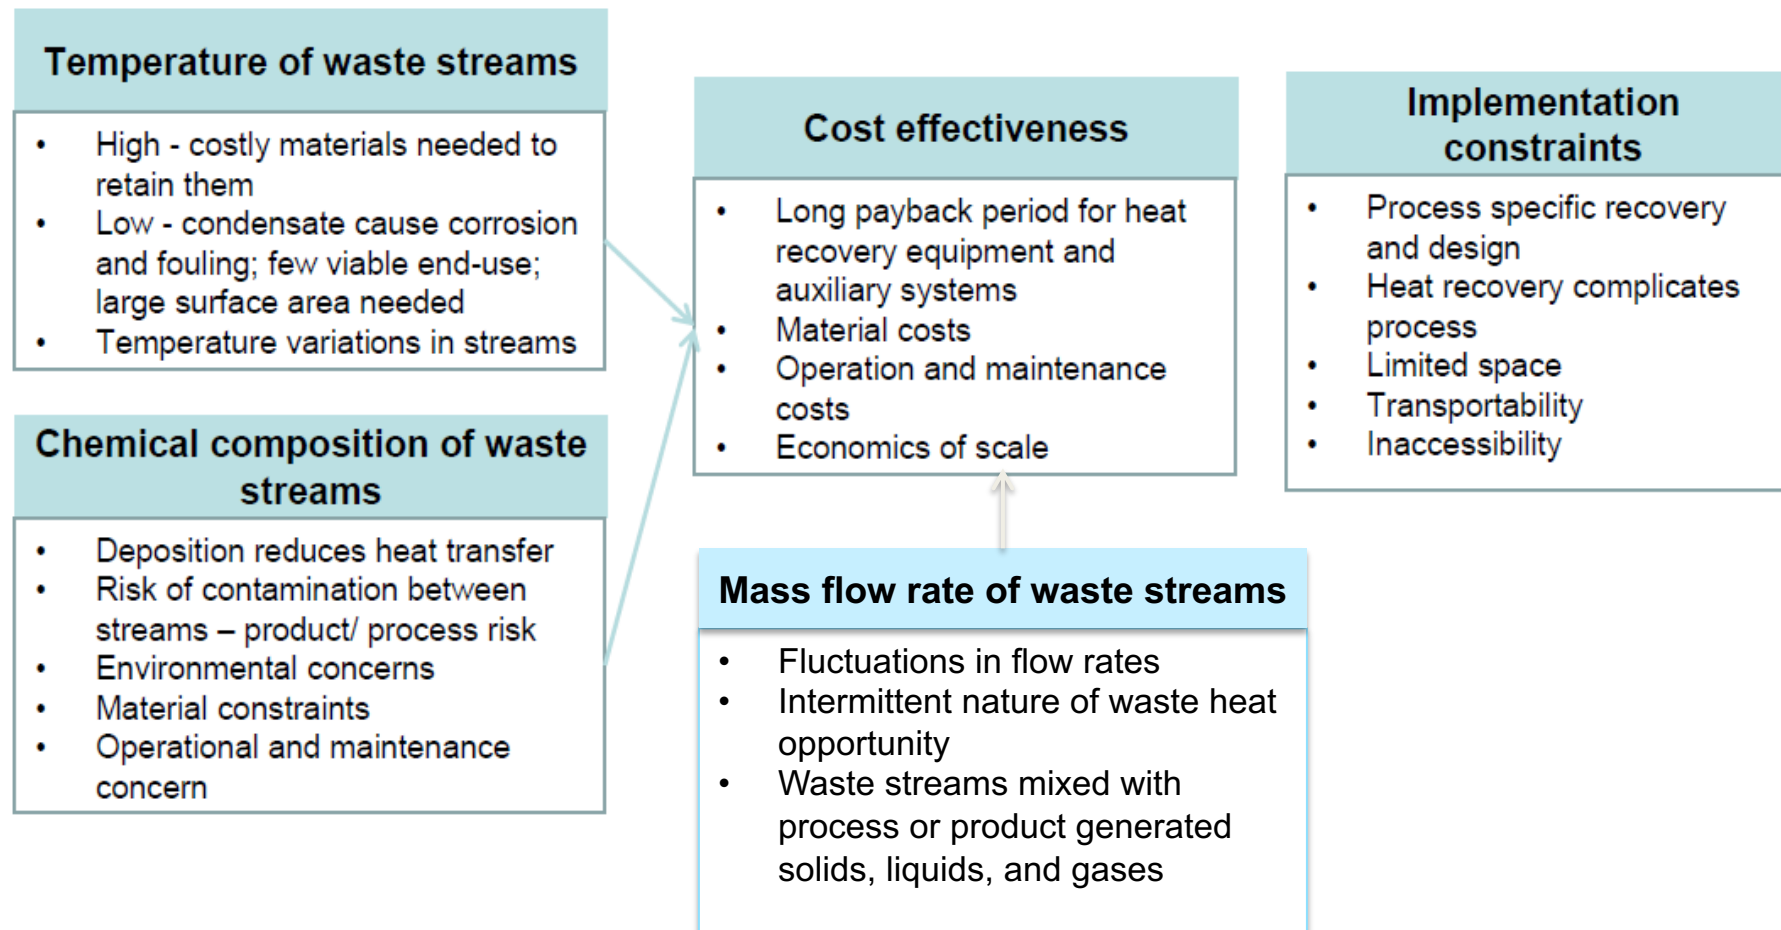 Temperature of waste streams
• High - costly materials needed to
retain them
• Low - condensate cause corrosion
and fouling; few viable end-use;
large surface area needed
• Temperature variations in streams
Chemical composition of waste
streams
• Deposition reduces heat transfer
• Risk of contamination between
streams – product/ process risk
• Environmental concerns
• Material constraints
• Operational and maintenance
concern
Cost effectiveness
• Long payback period for heat
recovery equipment and
auxiliary systems
• Material costs
• Operation and maintenance
costs
• Economics of scale
Mass flow rate of waste streams
• Fluctuations in flow rates
• Intermittent nature of waste heat
opportunity
• Waste streams mixed with
process or product generated
solids, liquids, and gases
Implementation
constraints
• Process specific recovery
and design
• Heat recovery complicates
process
• Limited space
• Transportability
• Inaccessibility